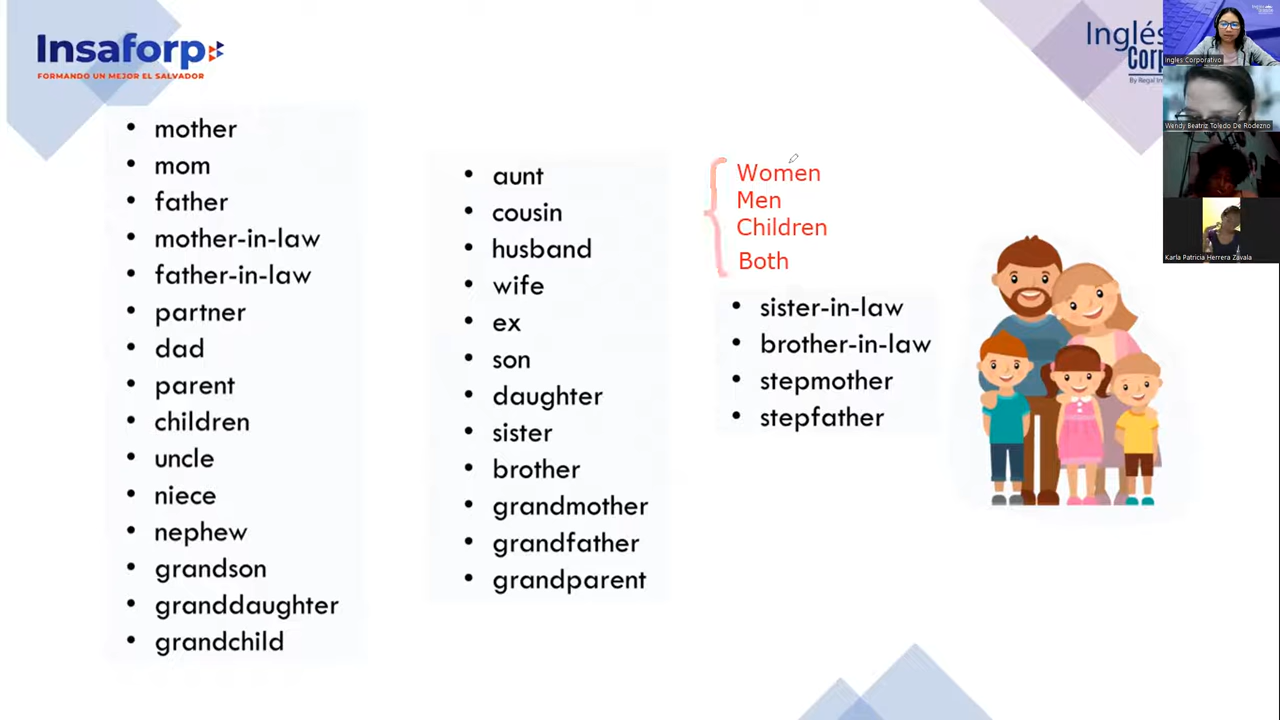 Insaforp
FORMANDO UN MEJOR EL SALVADOR
mother
mom
father
mother-in-law
father-in-law
partner
dad
parent
children
uncle
niece
nephew
grandson
granddaughter
grandchild
aunt
cousin
husband
wife
ex
son
daughter
sister
brother
grandmother
grandfather
grandparent
Women
Men
Children
Both
sister-in-law
brother-in-law
stepmother
stepfather
Inglés
Corp
By Regal In
Ingles Corporativo
Wendy Beatriz Toledo De Rodezno
Karla Patricia Herrera Zavala